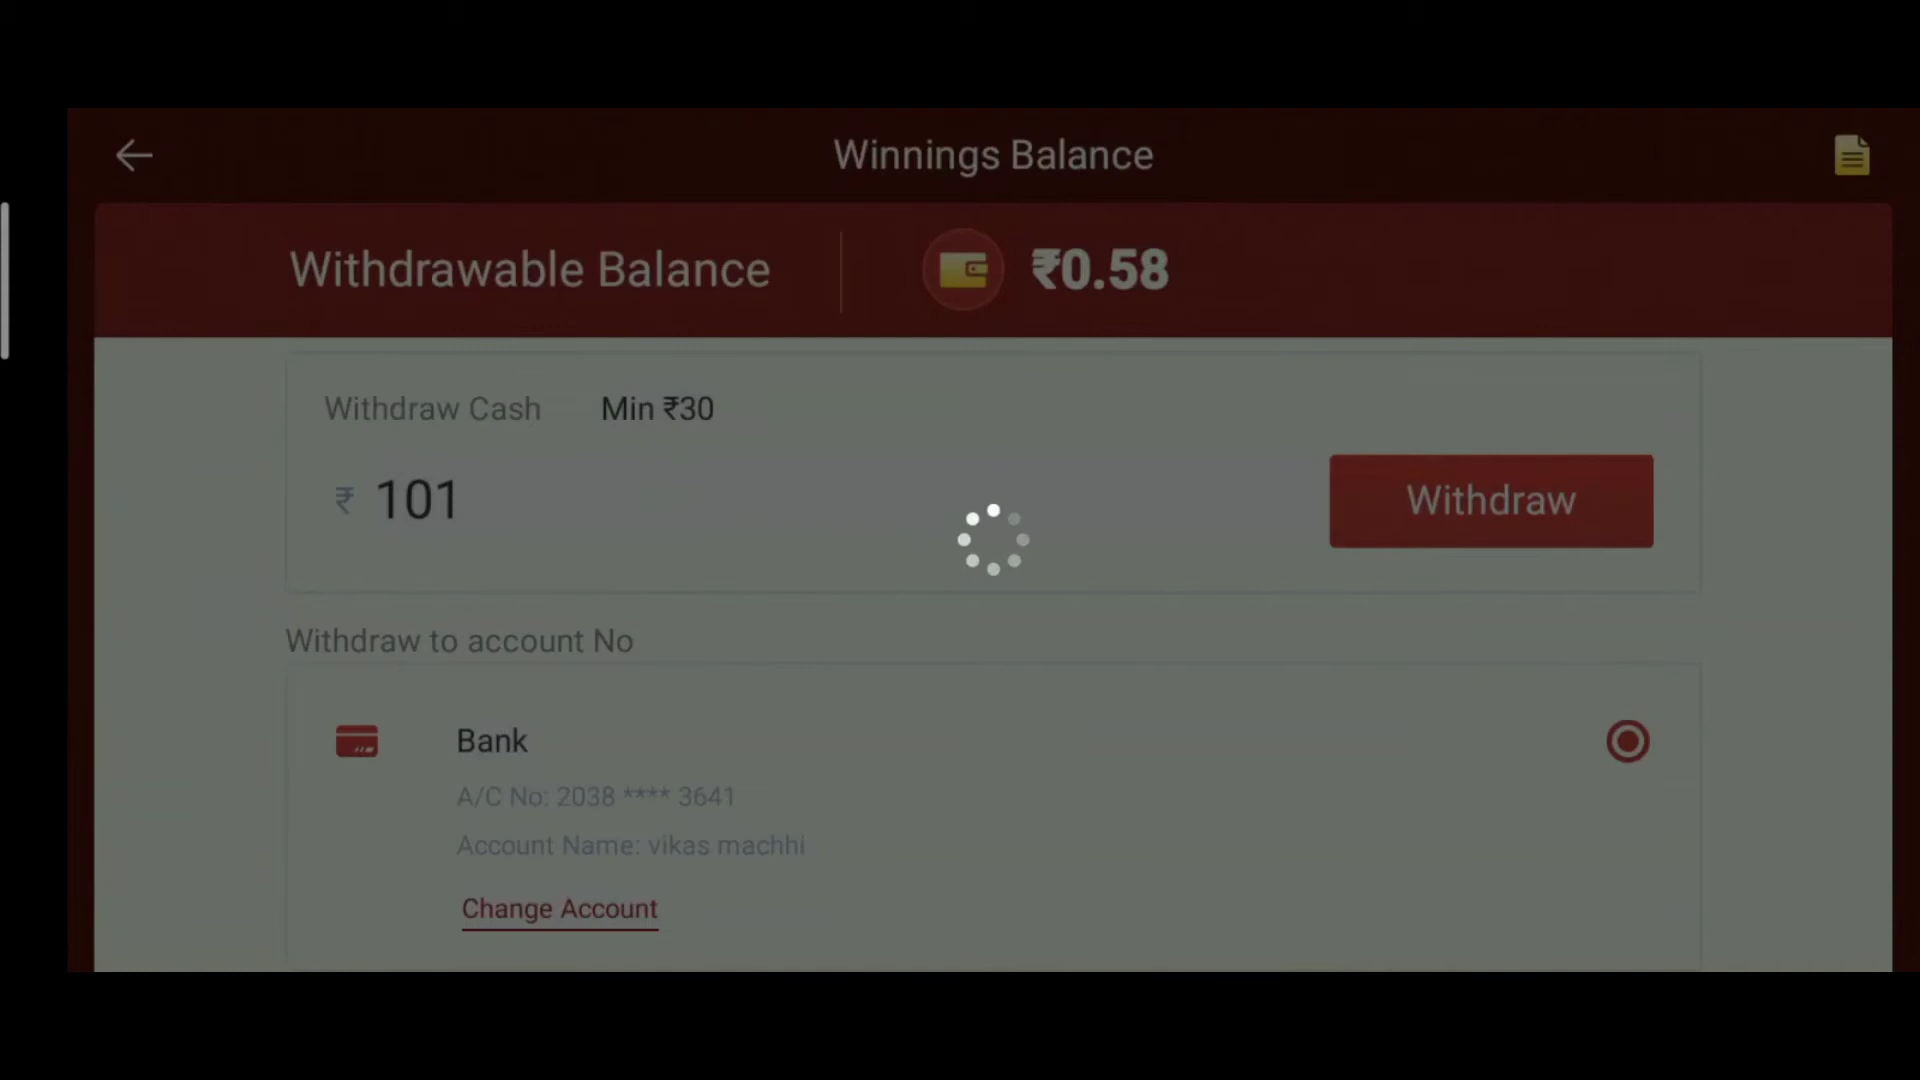 Winnings Balance
Withdrawable Balance ₹0.58
Withdraw Cash Min ₹30
₹ 101 Withdraw
Withdraw to account No
Bank
A/C No: 2038 **** 3641
Account Name: vikas machhi
Change Account